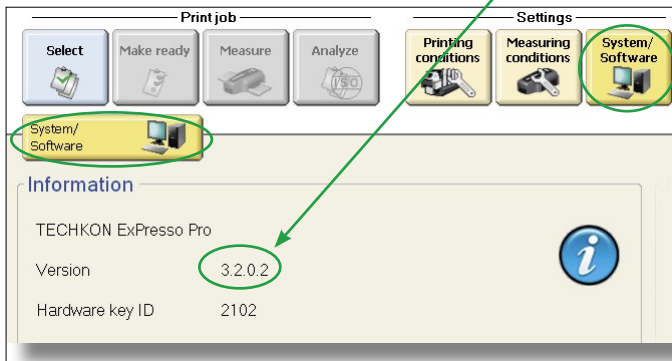 Print job
Settings
Select
Make ready
Measure
Analyze
VS/O
Printing
conditions
Measuring
conditions
System/
Software
System/
Software
Information
TECHKON ExPresso Pro
Version 3.2.0.2
Hardware key ID 2102
i